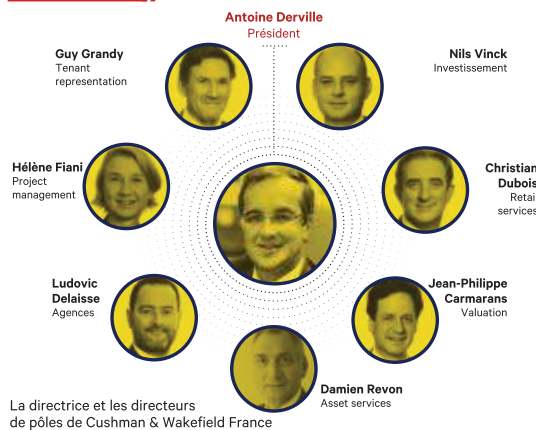 Antoine Derville
Président
Guy Grandy
Tenant
representation
Nils Vinck
Investissement
Hélène Fiani
Project
management
Christian
Dubois
Retai
services
Ludovic
Delaisse
Agences
Jean-Philippe
Carmarans
Valuation
Damien Revon
Asset services
La directrice et les directeurs
de pôles de Cushman & Wakefield France